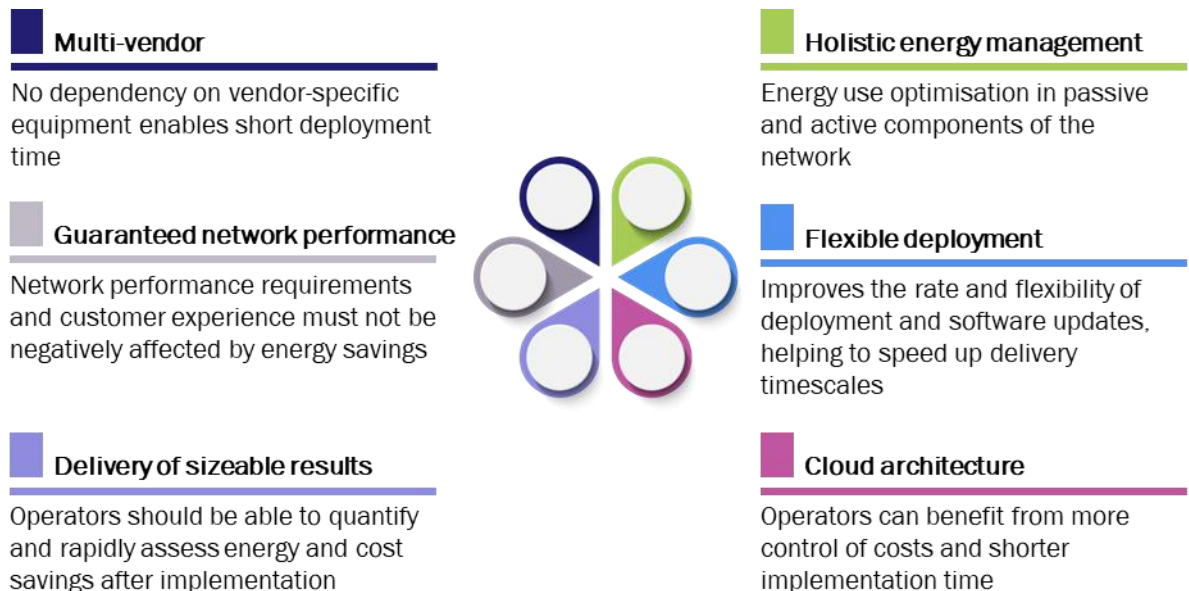 Multi-vendor
No dependency on vendor-specific
equipment enables short deployment
time
Guaranteed network performance
Network performance requirements
and customer experience must not be
negatively affected by energy savings
Delivery of sizeable results
Operators should be able to quantify
and rapidly assess energy and cost
savings after implementation
Holistic energy management
Energy use optimisation in passive
and active components of the
network
Flexible deployment
Improves the rate and flexibility of
deployment and software updates,
helping to speed up delivery
timescales
Cloud architecture
Operators can benefit from more
control of costs and shorter
implementation time